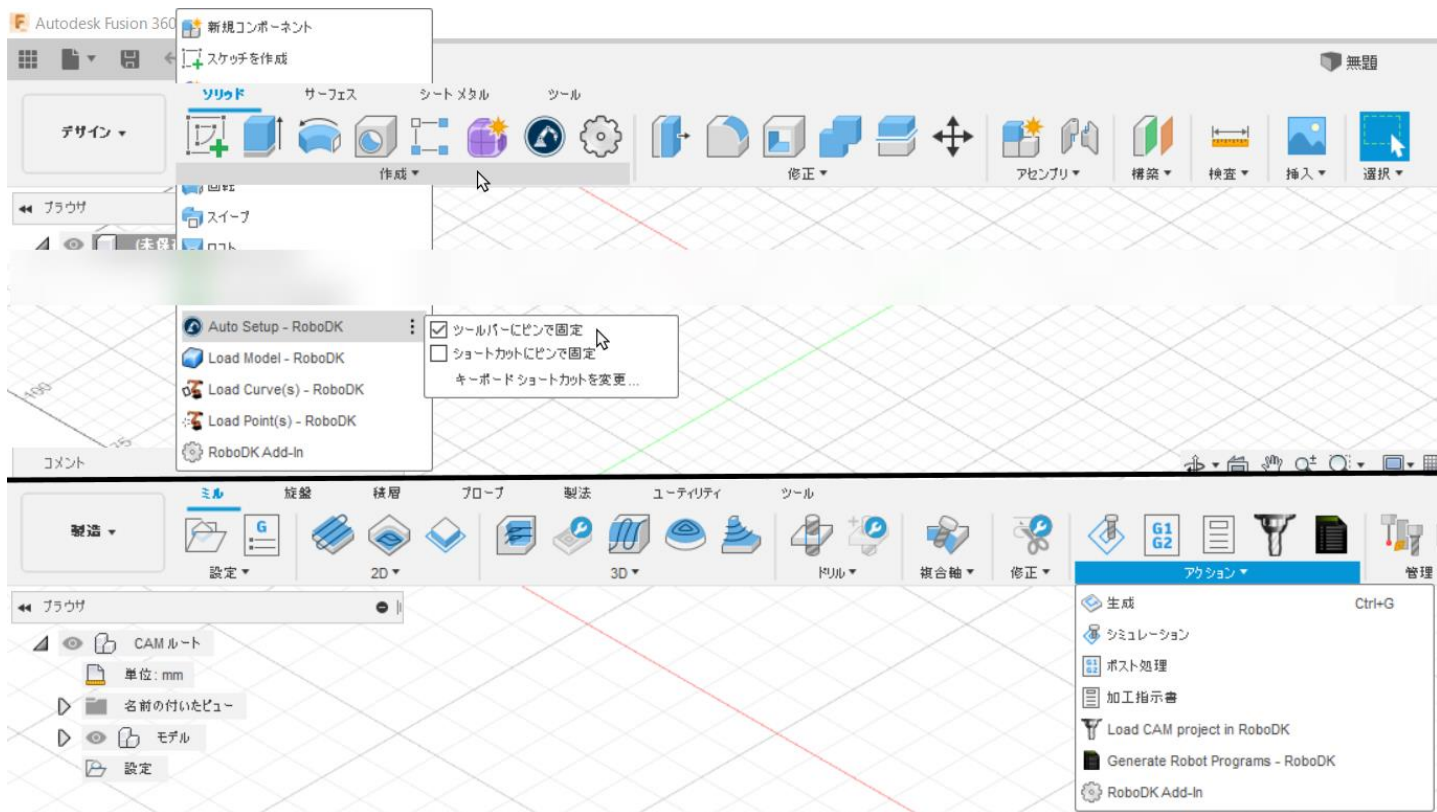 Autodesk Fusion 360
新規コンポーネント
スケッチを作成
無題
ソリッド サーフェス シート メタル ツール
デザイン
作成 修正 アセンブリ 構築 検査 挿入 選択
回転
ブラウザ
スイープ
ロフト
Auto Setup - RoboDK
ツールバーにピンで固定
ショートカットにピンで固定
キーボード ショートカットを変更...
Load Model - RoboDK
Load Curve(s) - RoboDK
100
Load Point(s) - RoboDK
RoboDK Add-In
コメント
ミル 旋盤 積層 プローブ 製法 ユーティリティ ツール
製造
G
G1
G2
設定 2D 3D ドリル 複合軸 修正 アクション 管理
ブラウザ
CAM ルート
単位: mm
名前の付いたビュー
モデル
設定
生成 Ctrl+G
シミュレーション
G1
G2
ポスト処理
加工指示書
Load CAM project in RoboDK
Generate Robot Programs - RoboDK
RoboDK Add-In